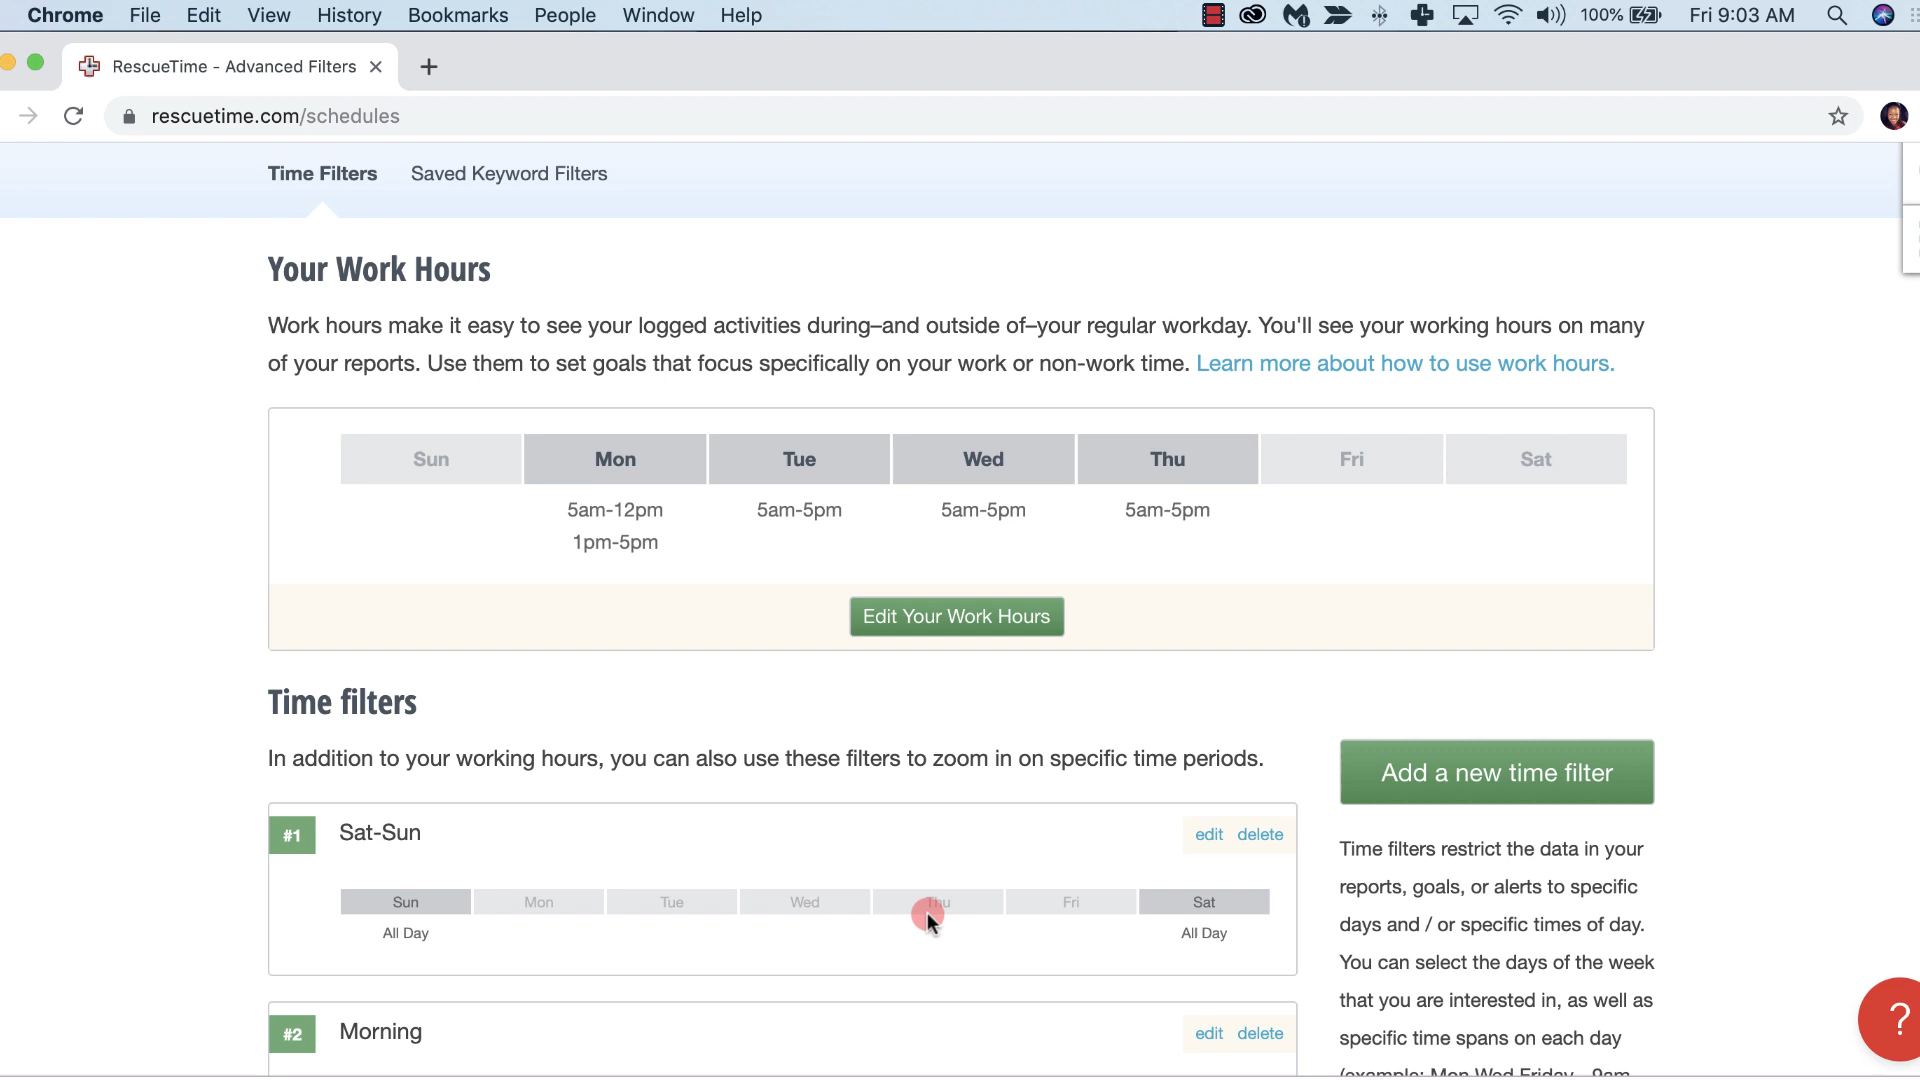 Chrome File Edit View History Bookmarks People Window Help 100% Fri 9:03 AM
RescueTime - Advanced Filters
rescuetime.com/schedules
Time Filters Saved Keyword Filters
Your Work Hours
Work hours make it easy to see your logged activities during–and outside of–your regular workday. You'll see your working hours on many
of your reports. Use them to set goals that focus specifically on your work or non-work time. Learn more about how to use work hours.
Sun Mon Tue Wed Thu Fri Sat
5am-12pm 5am-5pm 5am-5pm 5am-5pm
1pm-5pm
Edit Your Work Hours
Time filters
In addition to your working hours, you can also use these filters to zoom in on specific time periods.
Add a new time filter
#1 Sat-Sun edit delete
Sun Mon Tue Wed Thu Fri Sat
All Day All Day
#2 Morning edit delete
Time filters restrict the data in your
reports, goals, or alerts to specific
days and / or specific times of day.
You can select the days of the week
that you are interested in, as well as
specific time spans on each day
(example: Mon Wed Friday - 9am
?